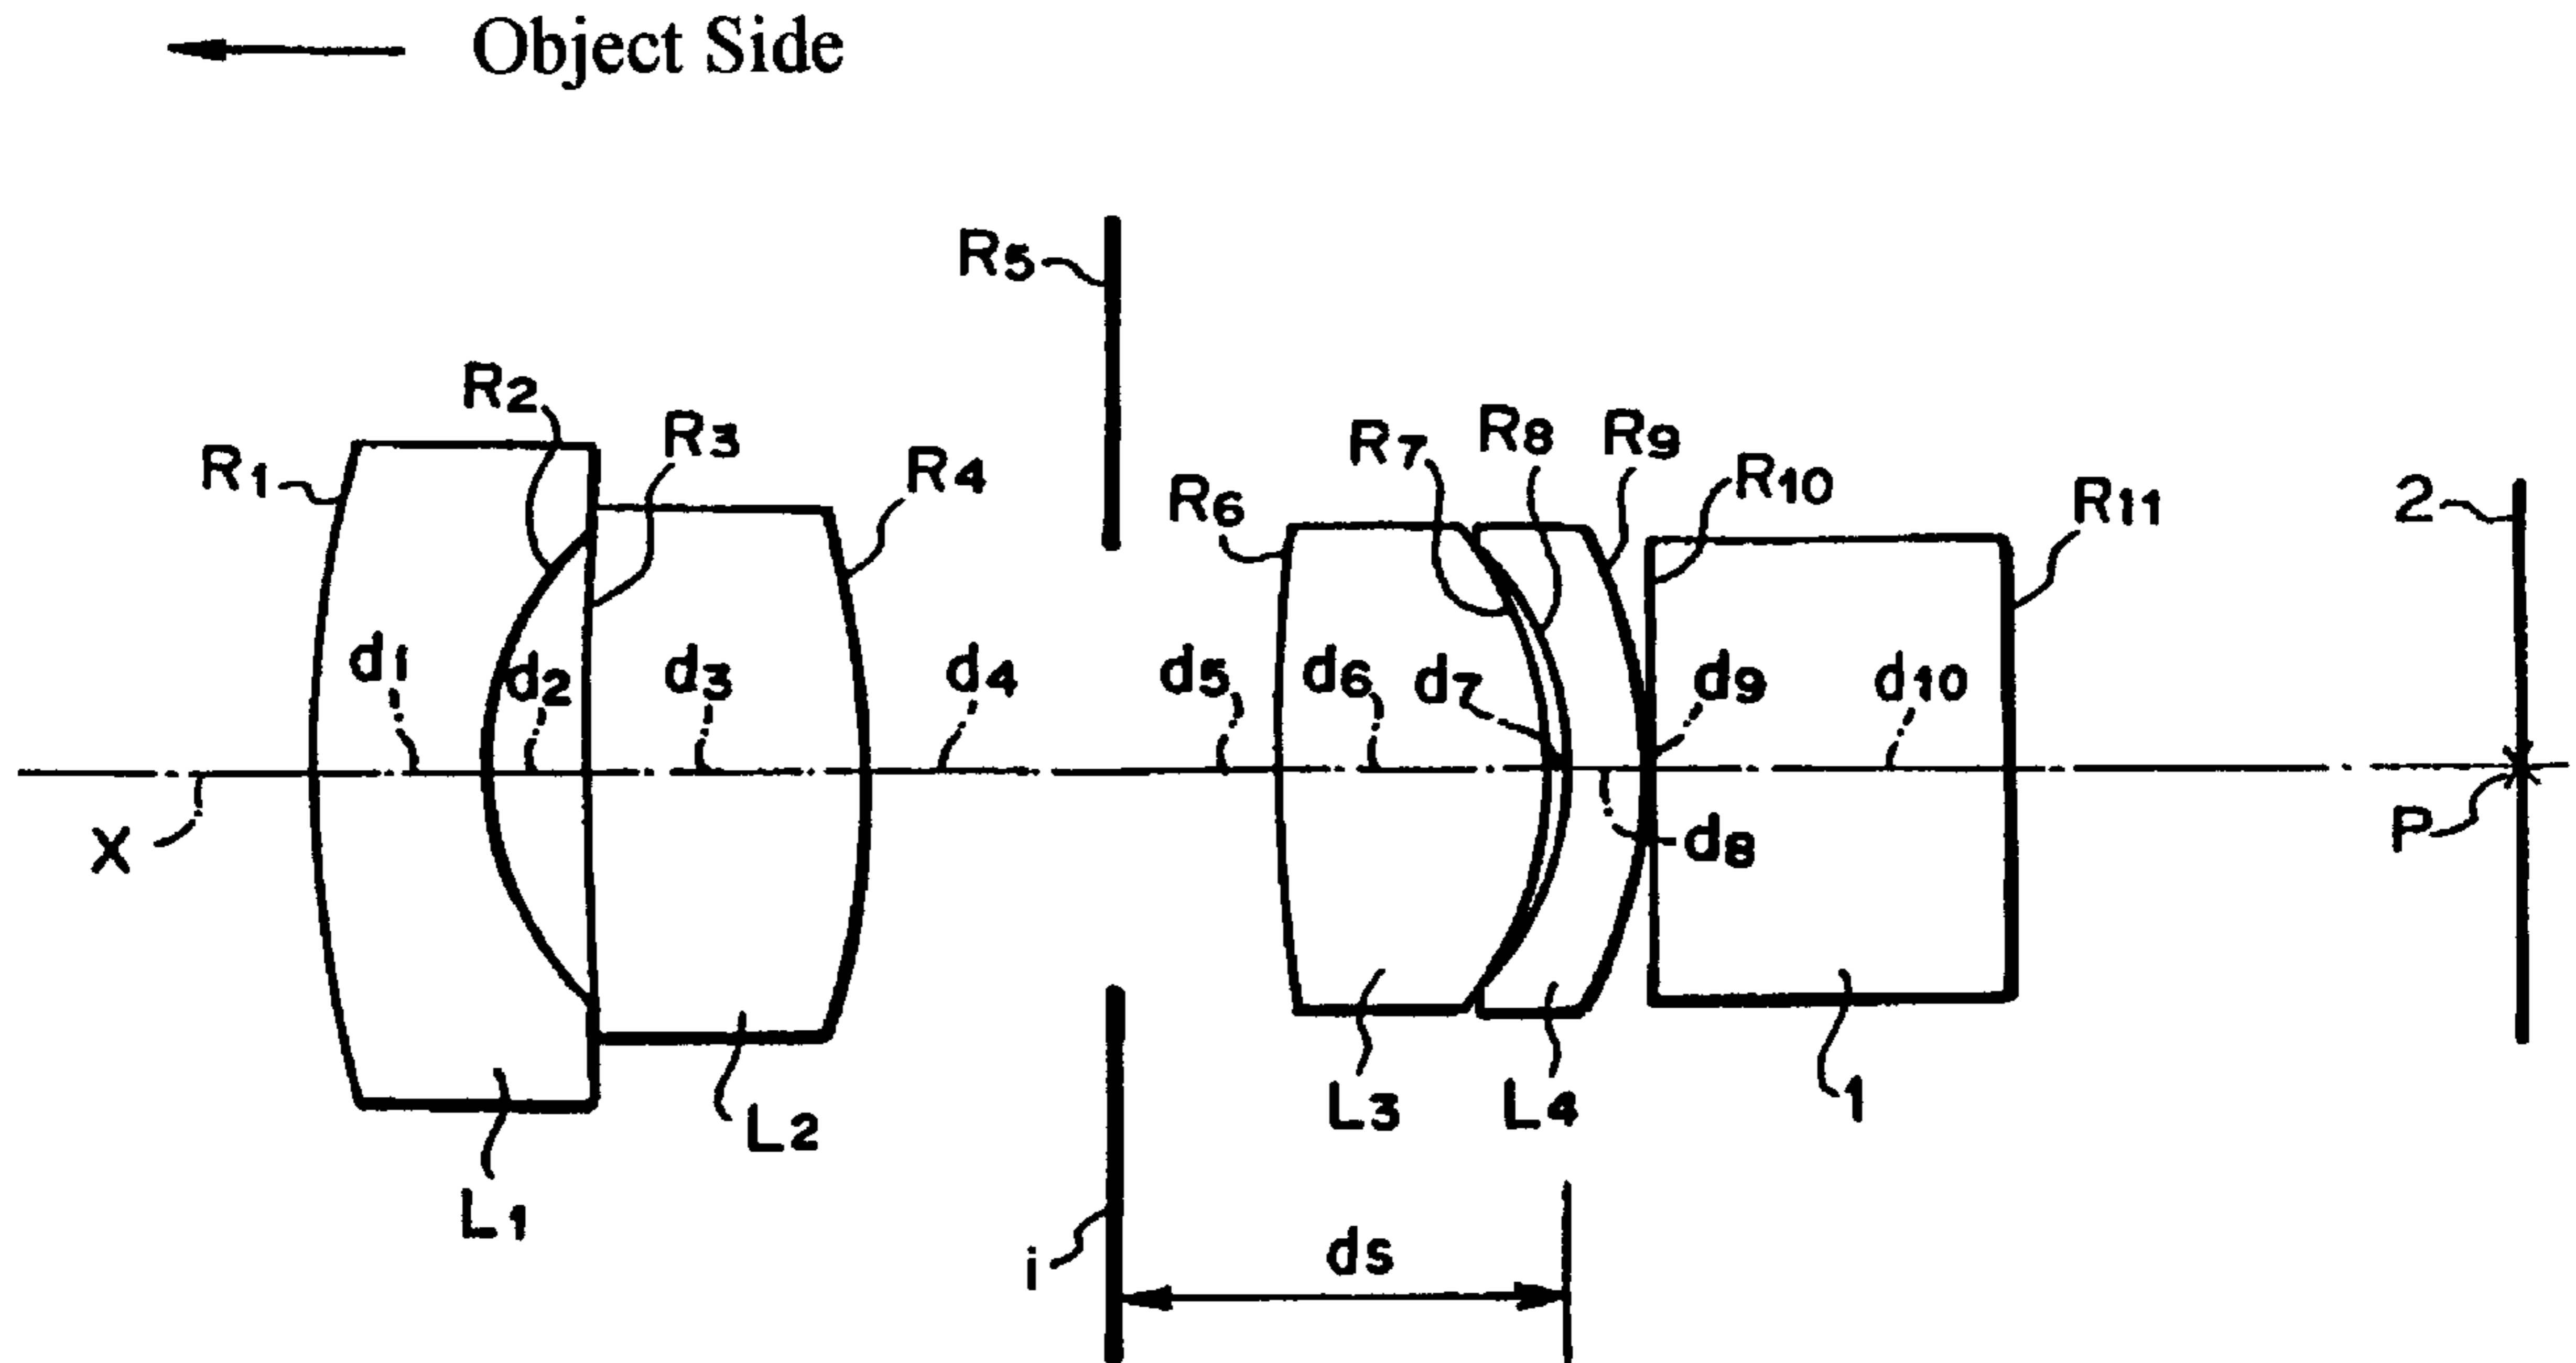 Object Side
R5
R2
R3
R1
R4
R7
R8
R9
R6
R10
R11
2
d1
d2
d3
d4
d5
d6
d7
d9
d10
X
d8
P
L1
L2
L3
L4
1
i
ds